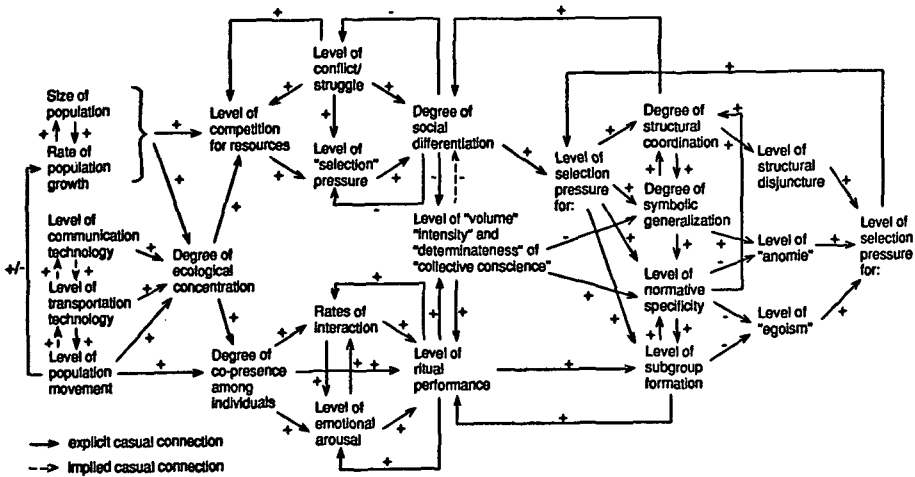 Level of
conflict/
struggle
Size of
population
Rate of
population
growth
Level of
competition
for resources
Level of
"selection"
pressure
Degree of
social
differentiation
Level of
selection
pressure
for:
Degree of
structural
coordination
Degree of
symbolic
generalization
Level of
normative
specificity
Level of
subgroup
formation
Level of
structural
disjuncture
Level of
"anomie"
Level of
"egoism"
Level of
selection
pressure
for:
Level of
communication
technology
Level of
transportation
technology
Level of
population
movement
+/-
Degree of
ecological
concentration
Level of "volume"
"intensity" and
"determinateness" of
"collective conscience"
Rates of
interaction
Degree of
co-presence
among
individuals
Level of
emotional
arousal
Level of
ritual
performance
explicit casual connection
implied casual connection